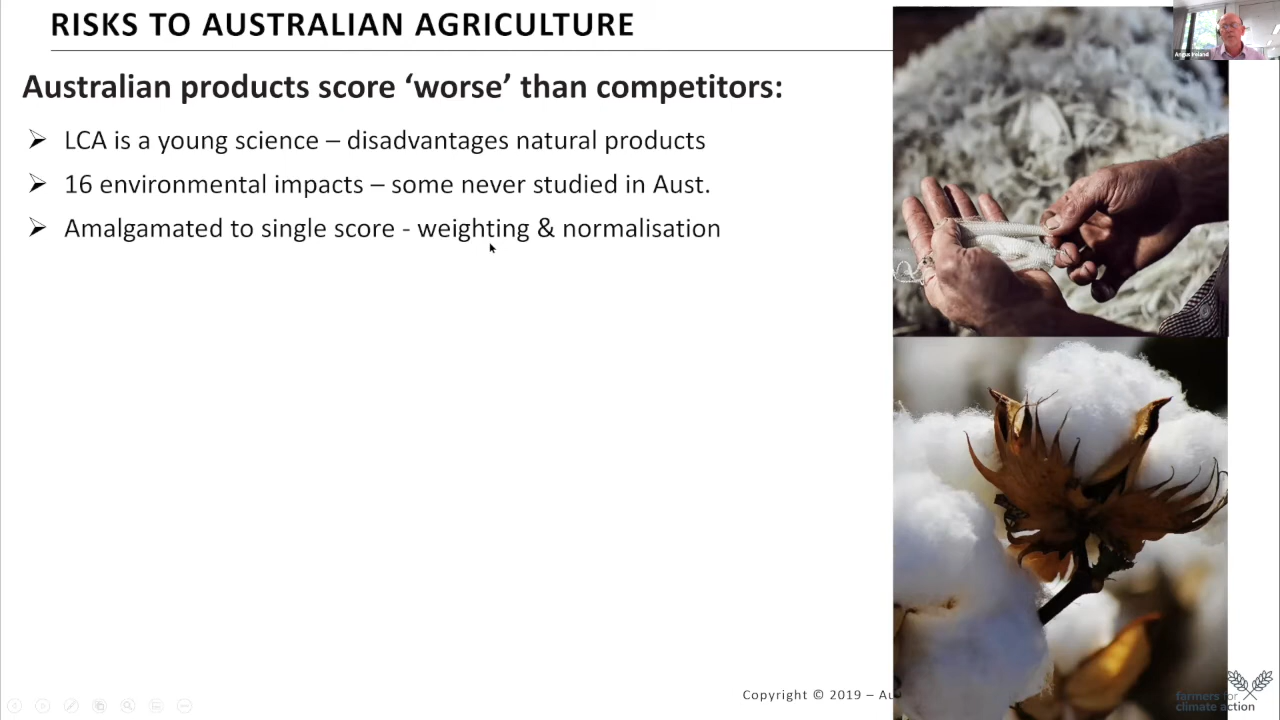 RISKS TO AUSTRALIAN AGRICULTURE
Angus Ireland
Australian products score ‘worse’ than competitors:
➢ LCA is a young science – disadvantages natural products
➢ 16 environmental impacts – some never studied in Aust.
➢ Amalgamated to single score - weighting & normalisation
Copyright © 2019 – Au
farmers for
climate action